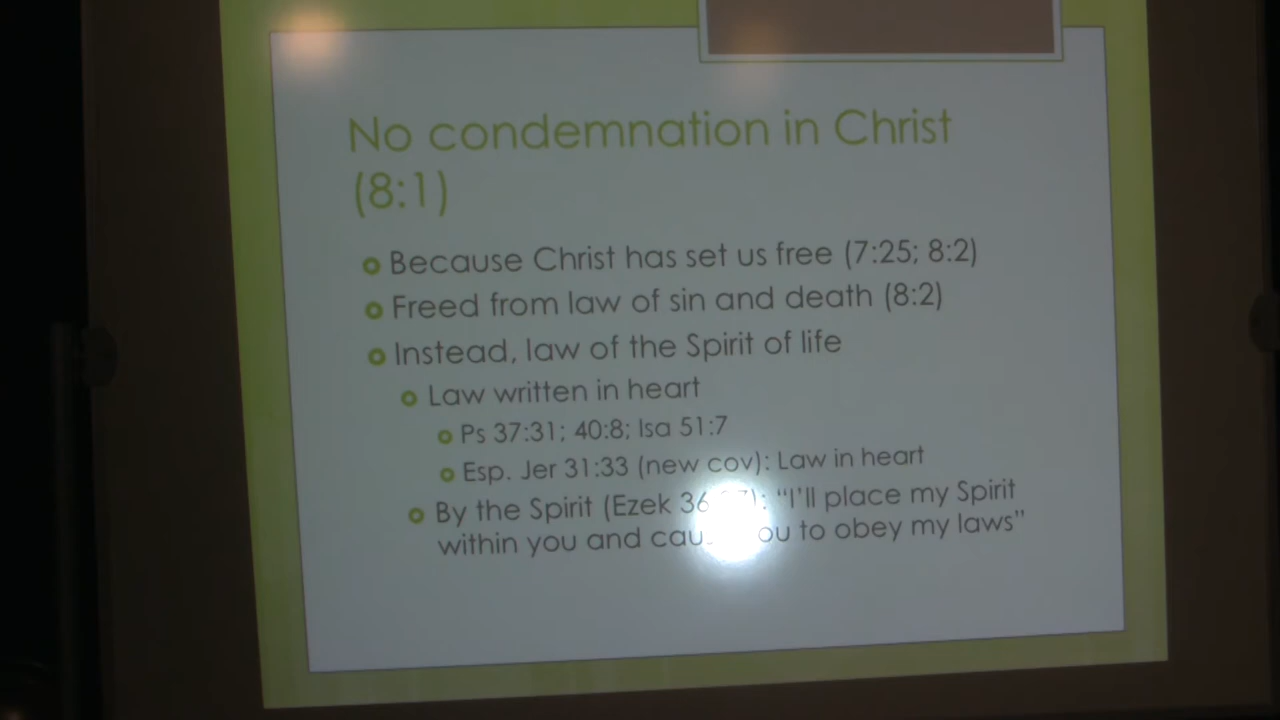 No condemnation in Christ
(8:1)
Because Christ has set us free (7:25; 8:2)
Freed from law of sin and death (8:2)
Instead, law of the Spirit of life
Law written in heart
Ps 37:31; 40:8; Isa 51:7
Esp. Jer 31:33 (new cov): Law in heart
By the Spirit (Ezek “I’ll place my Spirit
within you and to obey my laws”